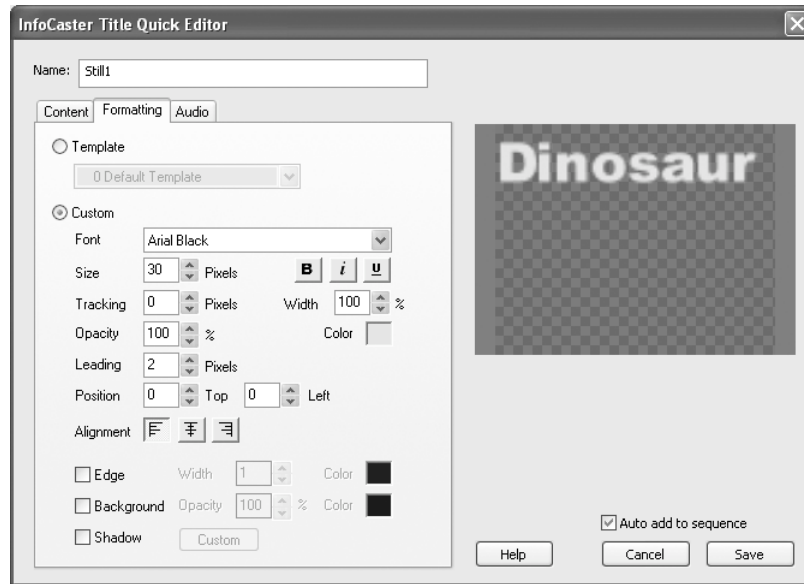 InfoCaster Title Quick Editor
Name: Still1
Content Formatting Audio
Template
0 Default Template
Custom
Font Arial Black
Size 30 Pixels B i U
Tracking 0 Pixels Width 100 %
Opacity 100 % Color
Leading 2 Pixels
Position 0 Top 0 Left
Alignment
Edge Width 1 Color
Background Opacity 100 % Color
Shadow Custom
Dinosaur
Auto add to sequence
Help Cancel Save